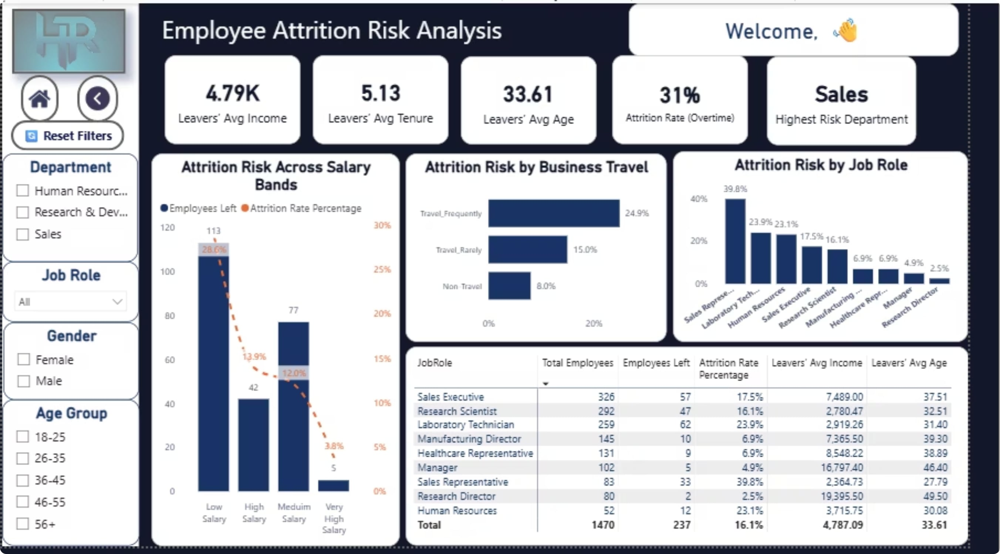 HR
Employee Attrition Risk Analysis
Welcome, 👋
4.79K
Leavers' Avg Income
5.13
Leavers' Avg Tenure
33.61
Leavers' Avg Age
31%
Attrition Rate (Overtime)
Sales
Highest Risk Department
Reset Filters
Department
Human Resourc...
Research & Dev...
Sales
Job Role
All
Gender
Female
Male
Age Group
18-25
26-35
36-45
46-55
56+
Attrition Risk Across Salary
Bands
Employees Left Attrition Rate Percentage
120
100
80
60
40
20
0
30%
25%
20%
15%
10%
5%
0%
113
28.6%
13.9%
42
77
12.0%
3.8%
5
Low
Salary
High
Salary
Meduim
Salary
Very
High
Salary
Attrition Risk by Business Travel
Travel_Frequently 24.9%
Travel_Rarely 15.0%
Non-Travel 8.0%
0% 20%
Attrition Risk by Job Role
40%
20%
0%
39.8%
23.9%
23.1%
17.5%
16.1%
6.9%
6.9%
4.9%
2.5%
Sales Represe...
Laboratory Tech...
Human Resources
Sales Executive
Research Scientist
Manufacturing ...
Healthcare Repr...
Manager
Research Director
JobRole Total Employees Employees Left Attrition Rate Leavers' Avg Income Leavers' Avg Age
Percentage
Sales Executive 326 57 17.5% 7,489.00 37.51
Research Scientist 292 47 16.1% 2,780.47 32.51
Laboratory Technician 259 62 23.9% 2,919.26 31.40
Manufacturing Director 145 10 6.9% 7,365.50 39.30
Healthcare Representative 131 9 6.9% 8,548.22 38.89
Manager 102 5 4.9% 16,797.40 46.40
Sales Representative 83 33 39.8% 2,364.73 27.79
Research Director 80 2 2.5% 19,395.50 49.50
Human Resources 52 12 23.1% 3,715.75 30.08
Total 1470 237 16.1% 4,787.09 33.61